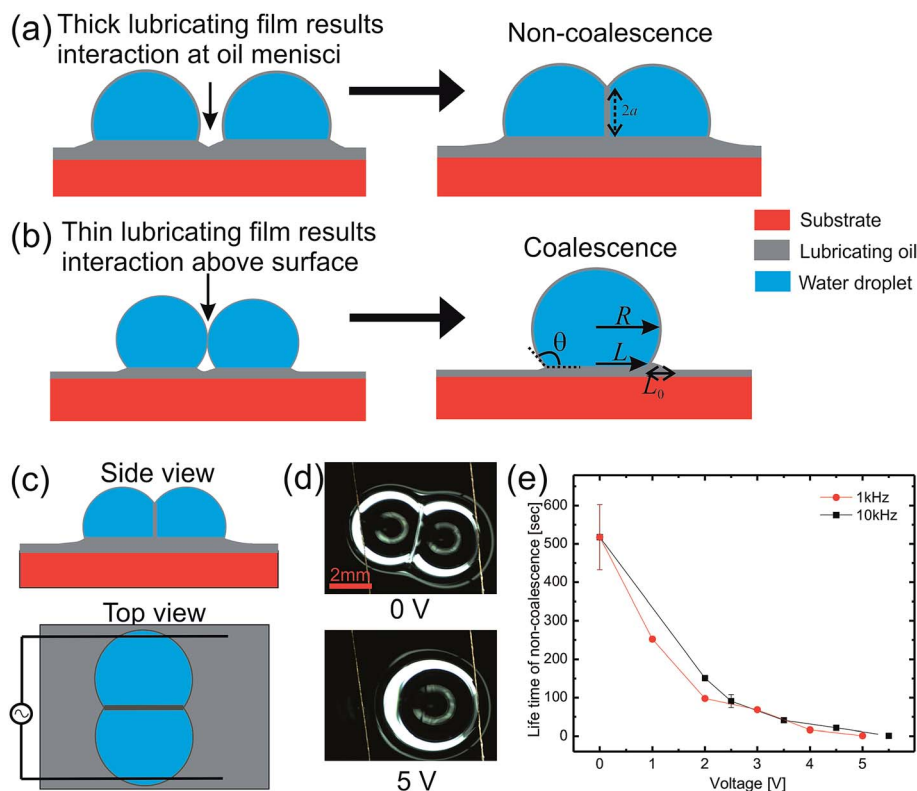 (a) Thick lubricating film results
interaction at oil menisci
Non-coalescence
2a
(b) Thin lubricating film results
interaction above surface
Coalescence
R
θ
L
L₀
Substrate
Lubricating oil
Water droplet
(c)
Side view
Top view
(d)
2mm
0 V
5 V
(e)
1kHz
10kHz
Life time of non-coalescence [sec]
600
500
400
300
200
100
0
0 1 2 3 4 5
Voltage [V]